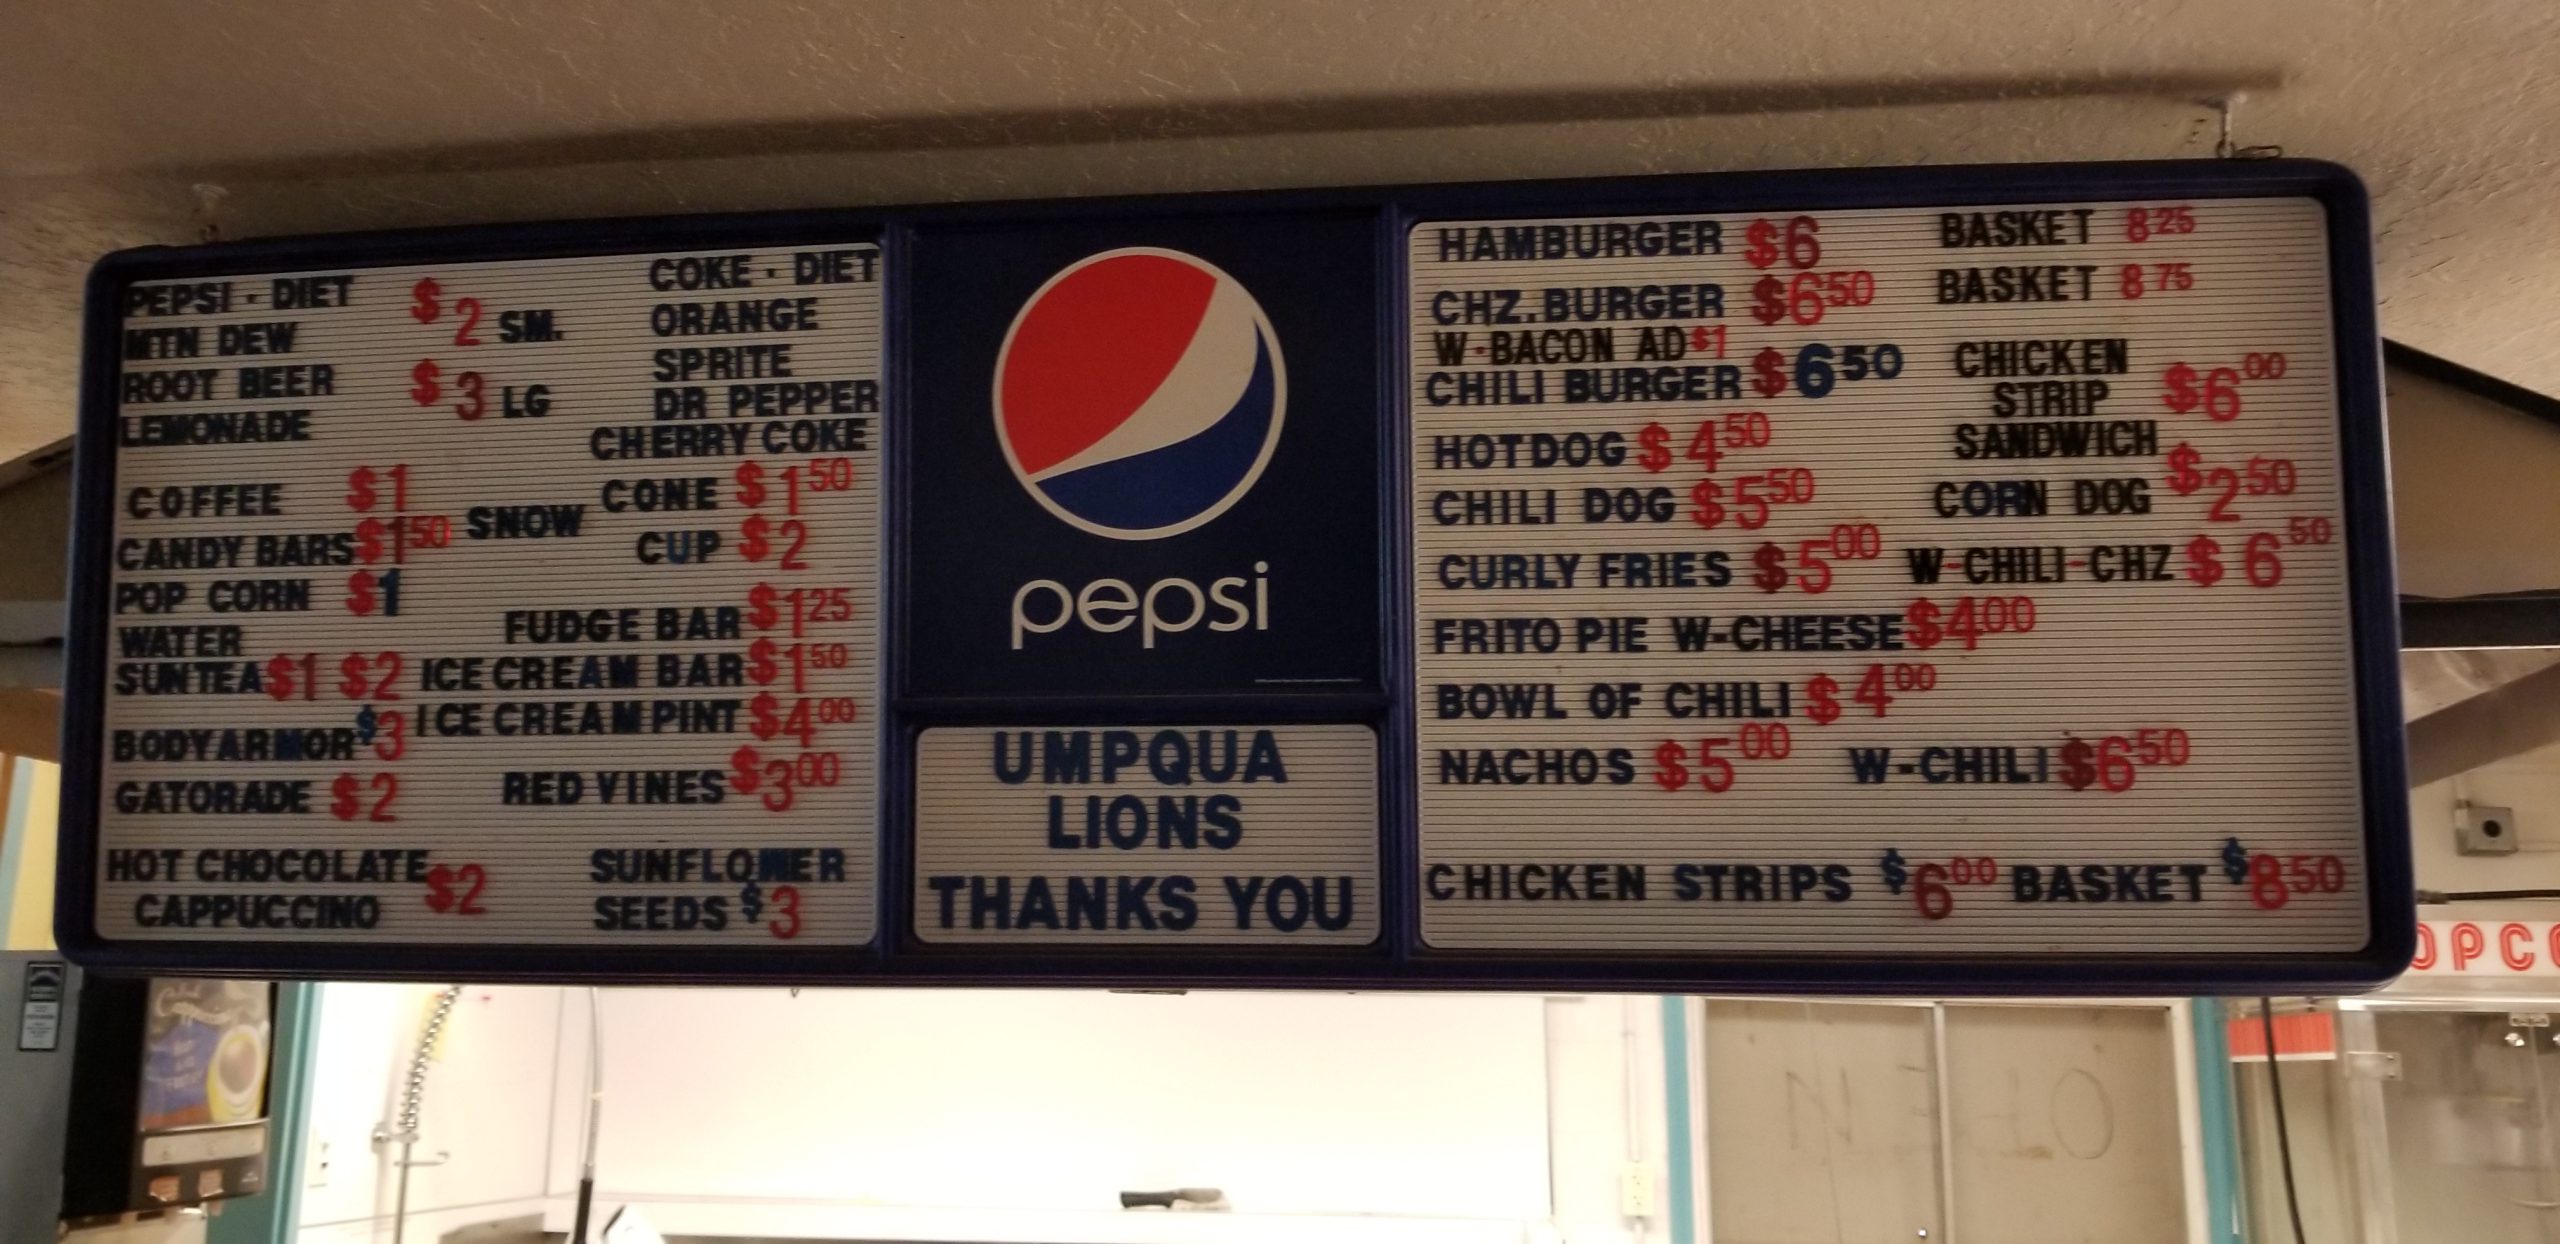 PEPSI · DIET
MTN DEW
ROOT BEER
LEMONADE
$2 SM.
$3 LG
COKE · DIET
ORANGE
SPRITE
DR PEPPER
CHERRY COKE
COFFEE $1
CANDY BARS $1 50
POP CORN $1
WATER
SUN TEA $1 $2
BODYARMOR $3
GATORADE $2
HOT CHOCOLATE
CAPPUCCINO $2
SNOW CONE $1 50
CUP $2
FUDGE BAR $1 25
ICE CREAM BAR $1 50
ICE CREAM PINT $4 00
RED VINES $3 00
SUNFLOWER
SEEDS $3
pepsi
UMPQUA
LIONS
THANKS YOU
HAMBURGER $6 BASKET 8 25
CHZ. BURGER $6 50 BASKET 8 75
W-BACON AD $1
CHILI BURGER $6 50
HOTDOG $4 50
CHILI DOG $5 50
CHICKEN
STRIP $6 00
SANDWICH
CORN DOG $2 50
CURLY FRIES $5 00 W-CHILI-CHZ $6 50
FRITO PIE W-CHEESE $4 00
BOWL OF CHILI $4 00
NACHOS $5 00 W-CHILI $6 50
CHICKEN STRIPS $6 00 BASKET $8 50
OPCO